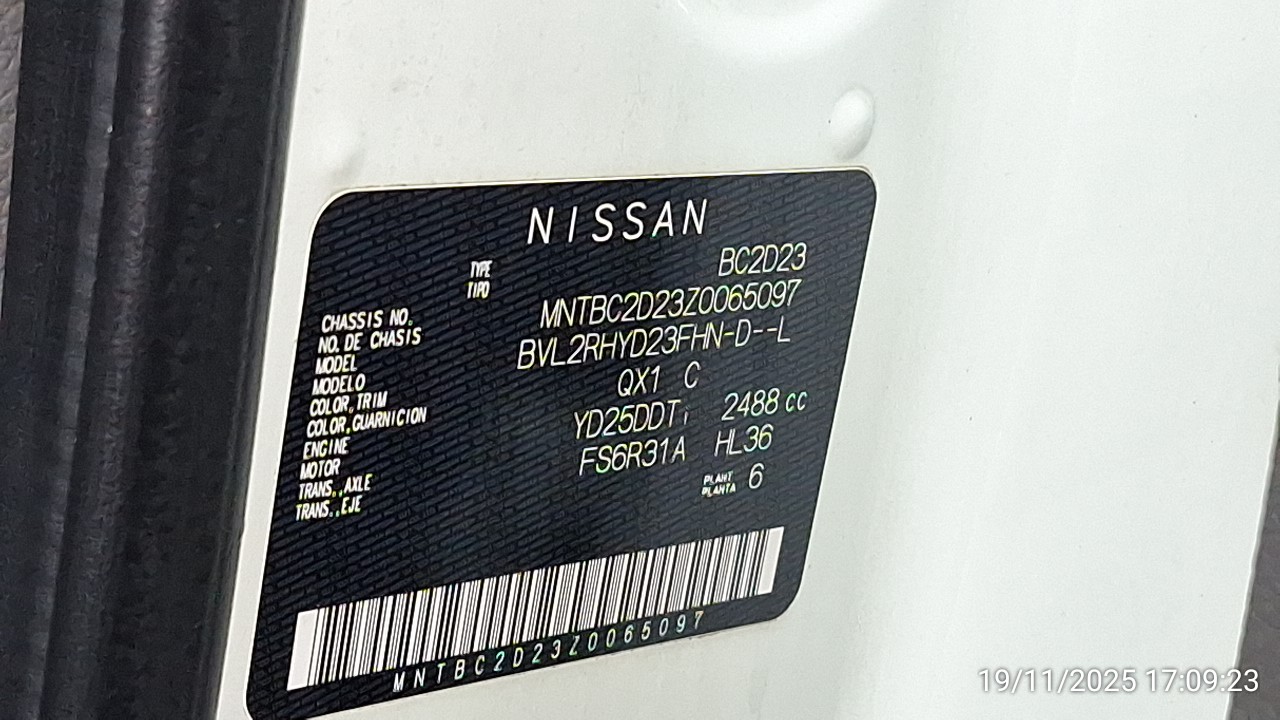 NISSAN
TYPE
TIPO
BC2D23
CHASSIS NO.
NO. DE CHASIS
MNTBC2D23Z0065097
MODEL
MODELO
BVL2RHYD23FHN-D--L
COLOR,TRIM
COLOR,GUARNICION
QX1 C
ENGINE
MOTOR
YD25DDTi 2488 cc
TRANS.,AXLE
TRANS.,EJE
FS6R31A HL36
PLANT
PLANTA
6
MNTBC2D23Z0065097
19/11/2025 17:09:23